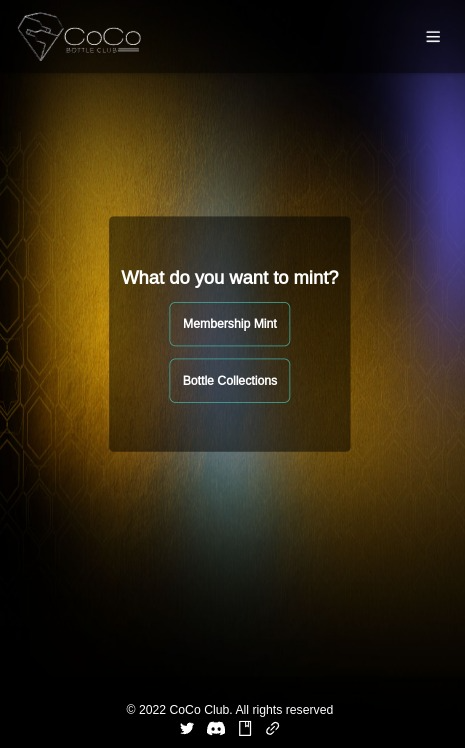 CoCo
BOTTLE CLUB
What do you want to mint?
Membership Mint
Bottle Collections
© 2022 CoCo Club. All rights reserved